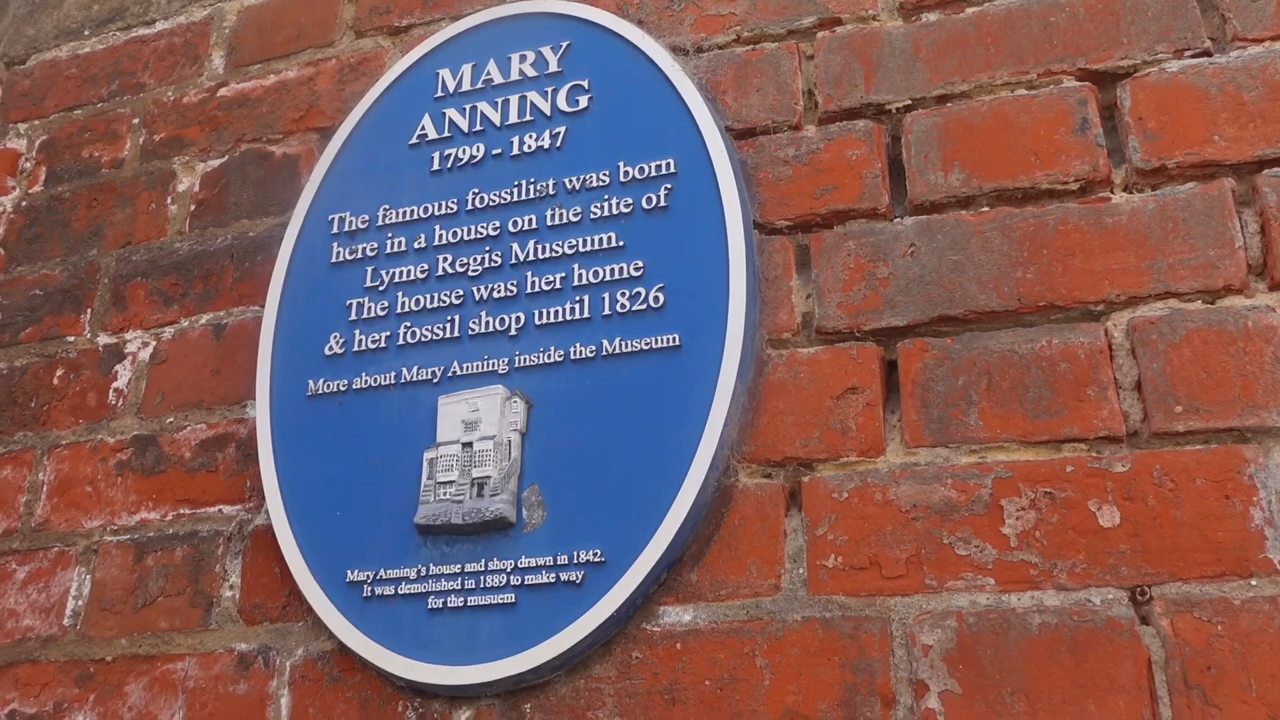 MARY
ANNING
1799 - 1847
The famous fossilist was born
here in a house on the site of
Lyme Regis Museum.
The house was her home
& her fossil shop until 1826
More about Mary Anning inside the Museum
Mary Anning's house and shop drawn in 1842.
It was demolished in 1889 to make way
for the musuem